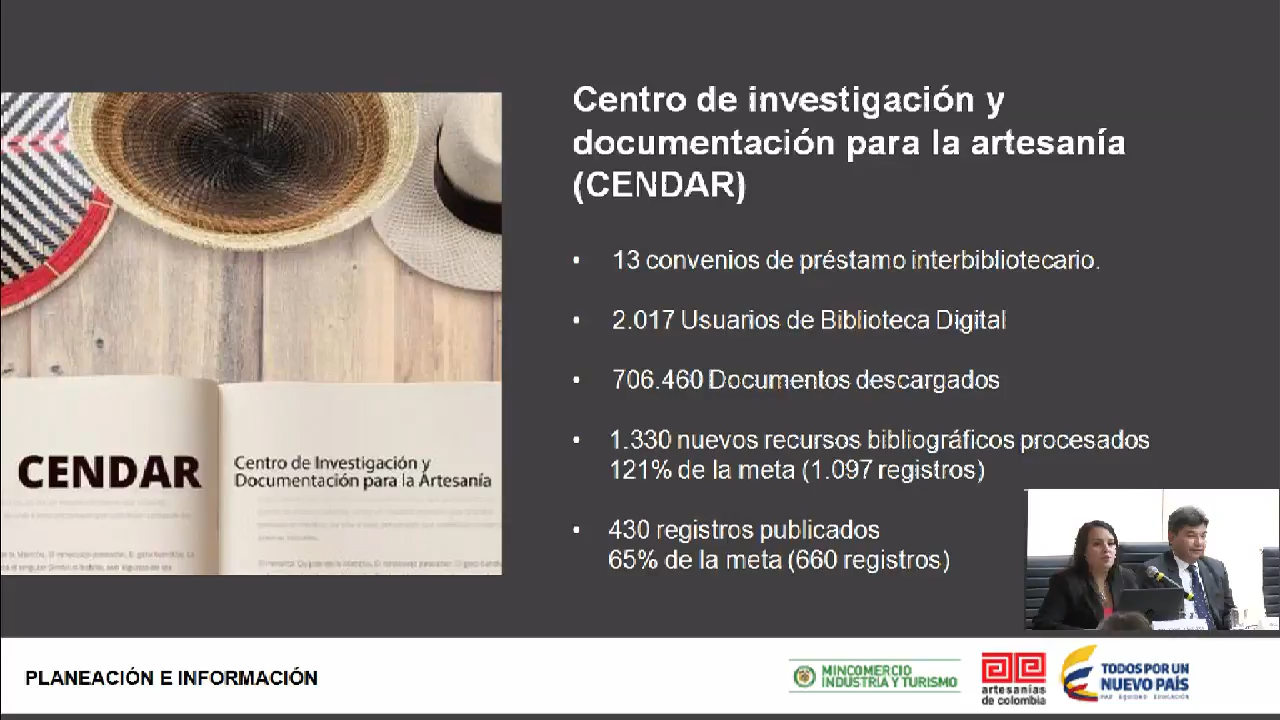 Centro de investigación y
documentación para la artesanía
(CENDAR)
• 13 convenios de préstamo interbibliotecario.
• 2.017 Usuarios de Biblioteca Digital
• 706.460 Documentos descargados
• 1.330 nuevos recursos bibliográficos procesados
121% de la meta (1.097 registros)
• 430 registros publicados
65% de la meta (660 registros)
CENDAR
Centro de Investigación y
Documentación para la Artesanía
PLANEACIÓN E INFORMACIÓN
MINCOMERCIO
INDUSTRIA Y TURISMO
artesanías
de colombia
TODOS POR UN
NUEVO PAÍS
PAZ EQUIDAD EDUCACIÓN